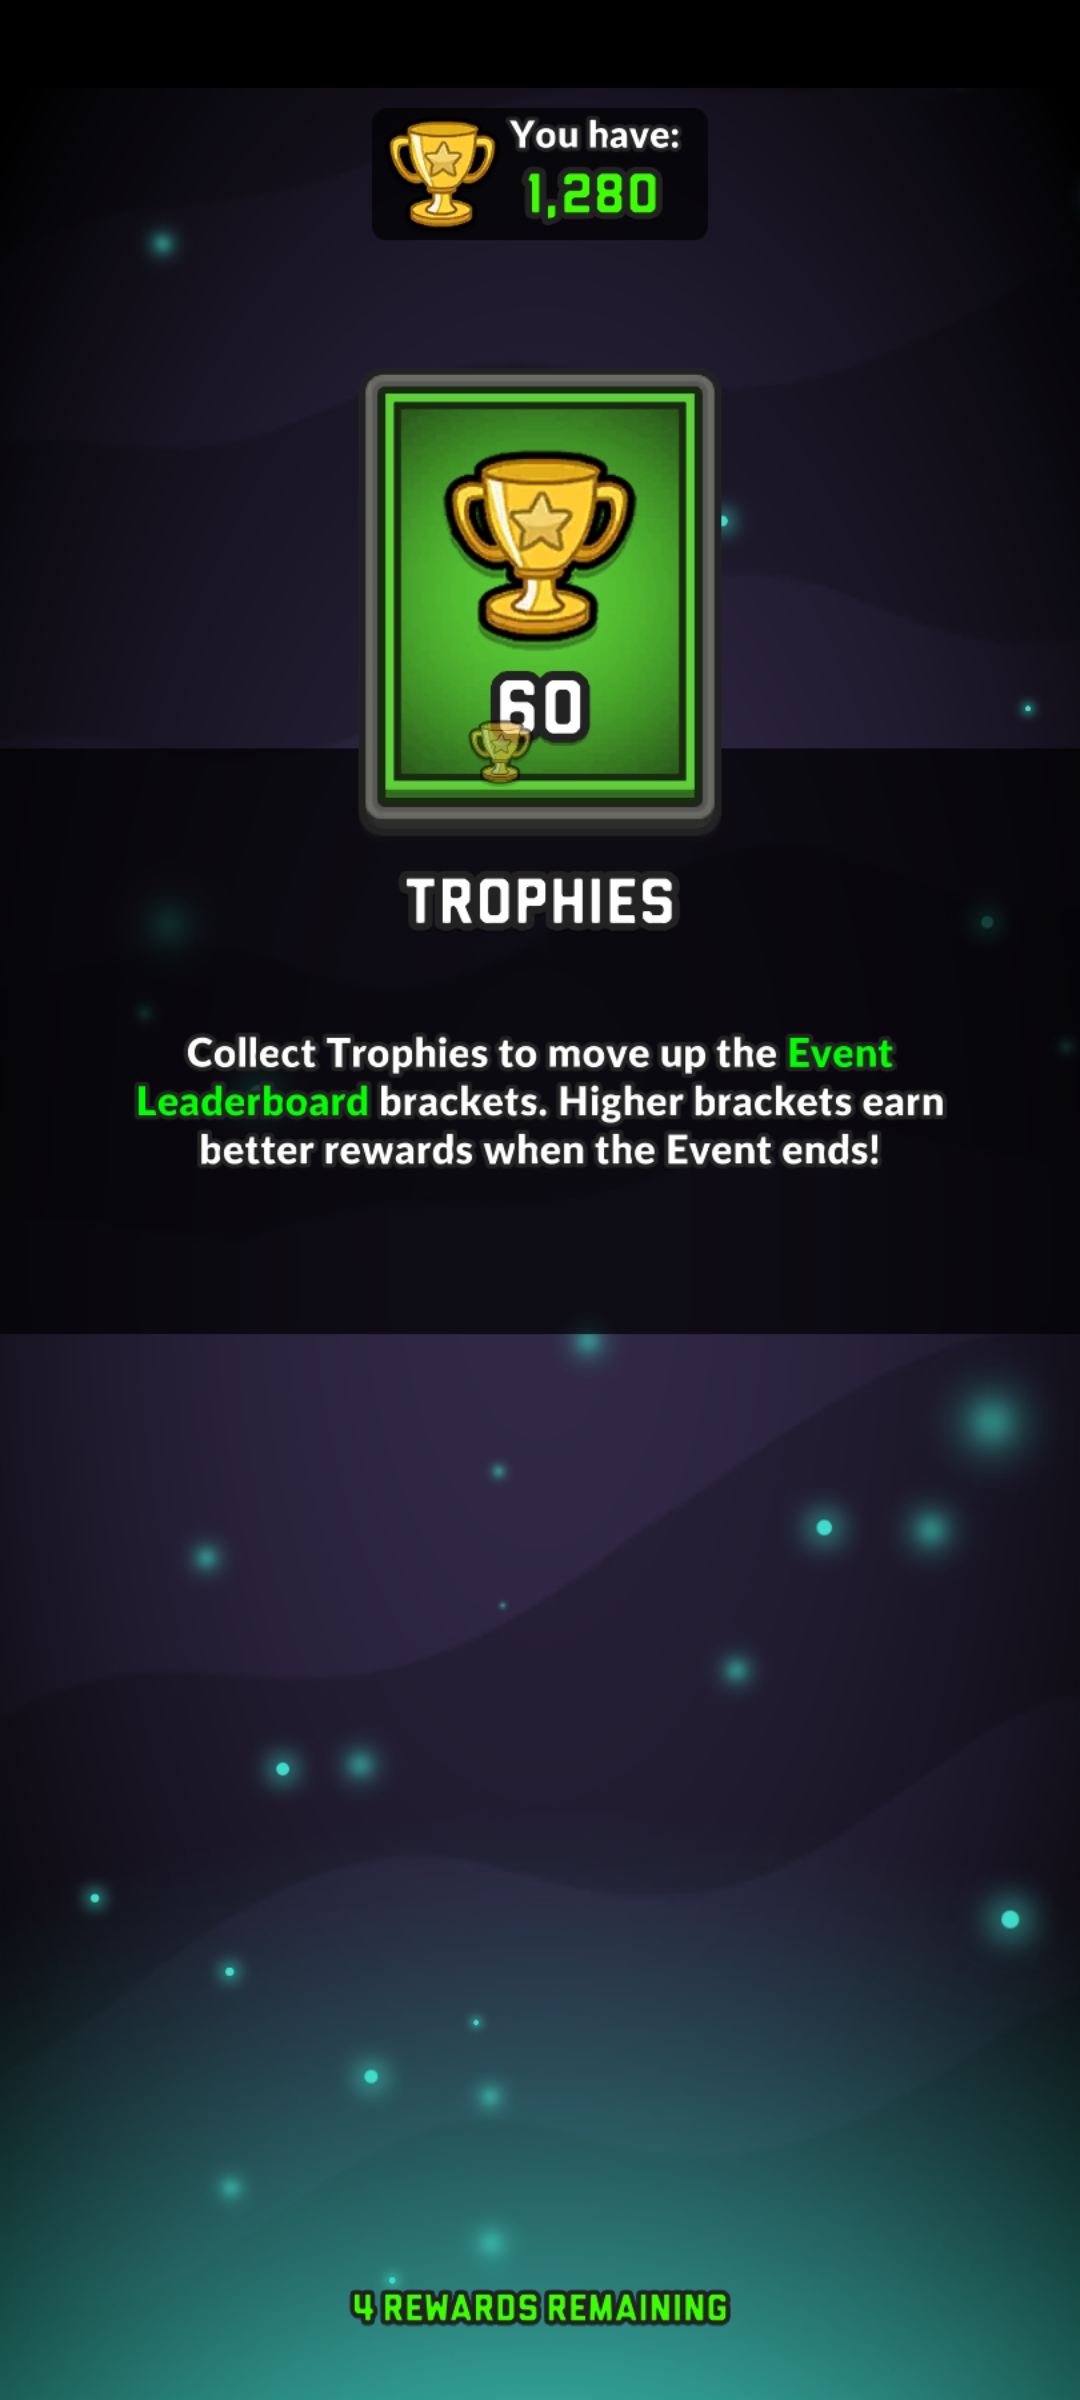 You have:
1,280
60
TROPHIES
Collect Trophies to move up the Event
Leaderboard brackets. Higher brackets earn
better rewards when the Event ends!
4 REWARDS REMAINING